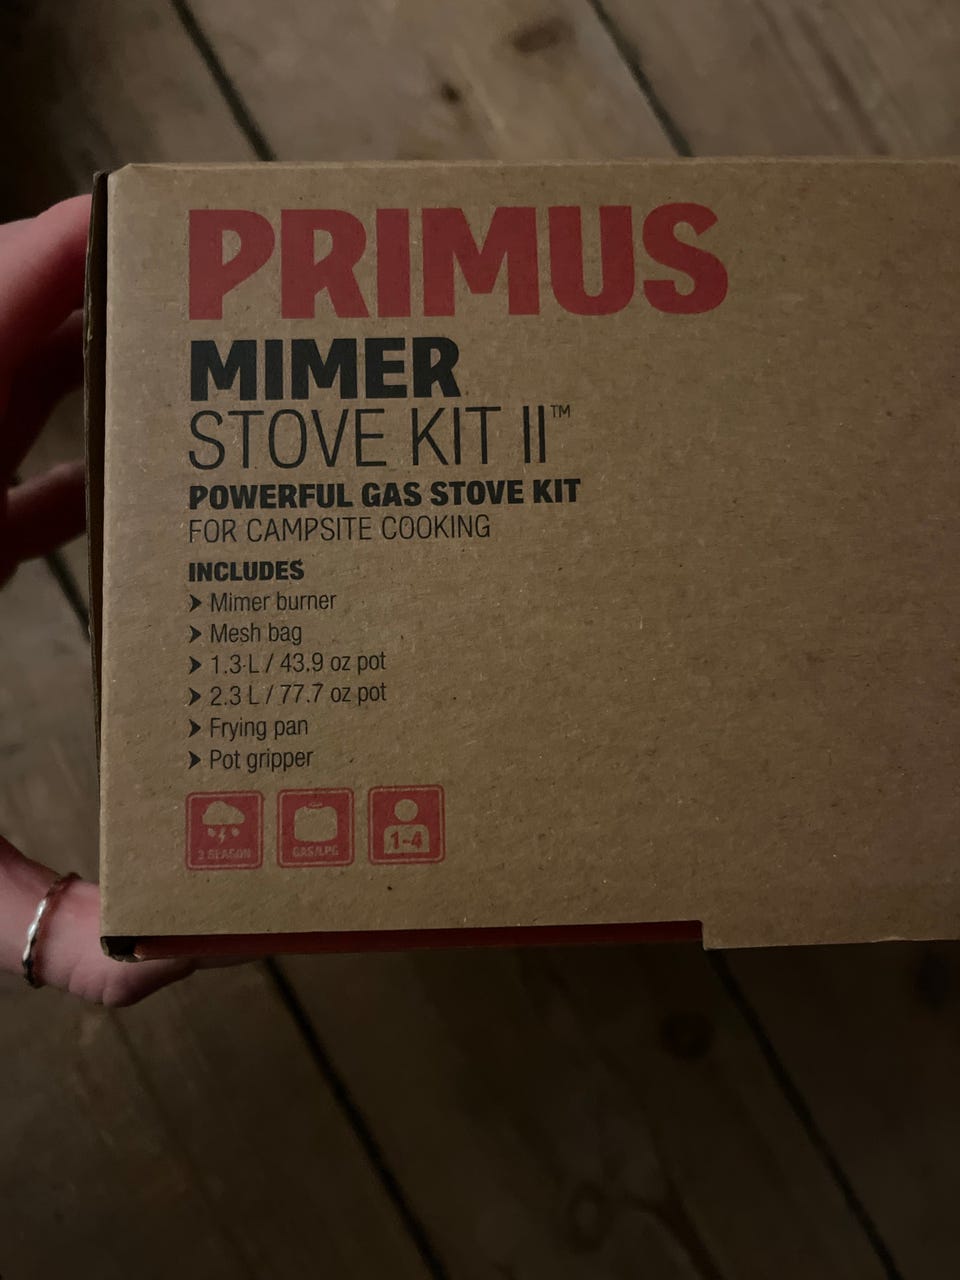 PRIMUS
MIMER
STOVE KIT II™
POWERFUL GAS STOVE KIT
FOR CAMPSITE COOKING
INCLUDES
Mimer burner
Mesh bag
1.3 L / 43.9 oz pot
2.3 L / 77.7 oz pot
Frying pan
Pot gripper
SEASON GAS/LPG 1-4